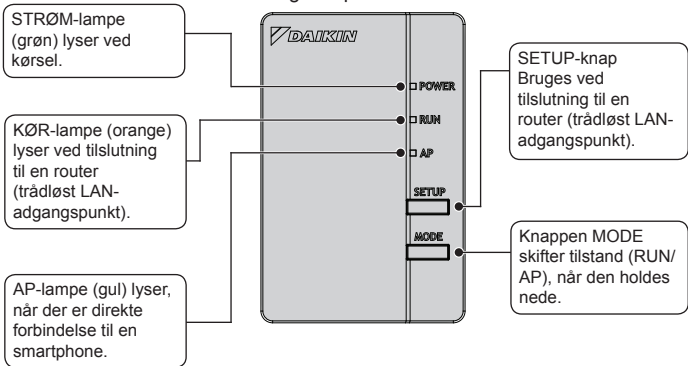 STRØM-lampe
(grøn) lyser ved
kørsel.
KØR-lampe (orange)
lyser ved tilslutning
til en router
(trådløst LAN-
adgangspunkt).
AP-lampe (gul) lyser,
når der er direkte
forbindelse til en
smartphone.
DAIKIN
POWER
RUN
AP
SETUP
MODE
SETUP-knap
Bruges ved
tilslutning til en
router (trådløst LAN-
adgangspunkt).
Knappen MODE
skifter tilstand (RUN/
AP), når den holdes
nede.